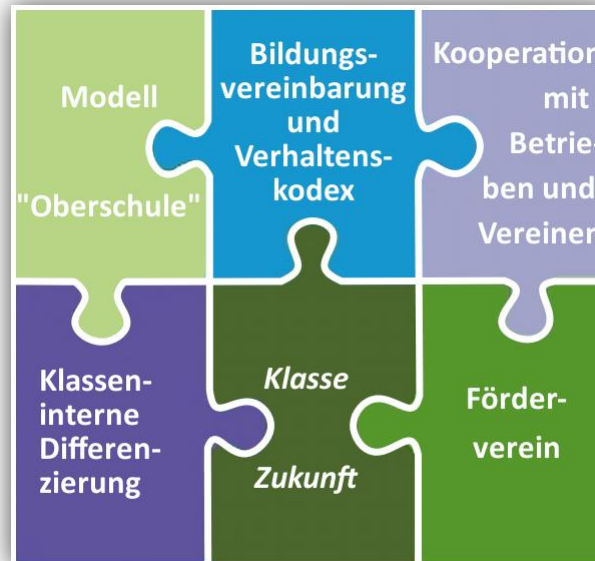 Modell
"Oberschule"
Bildungs-
vereinbarung
und
Verhaltens-
kodex
Kooperation
mit
Betrie-
ben und
Vereinen
Klassen-
interne
Differen-
zierung
Klasse
Zukunft
Förder-
verein